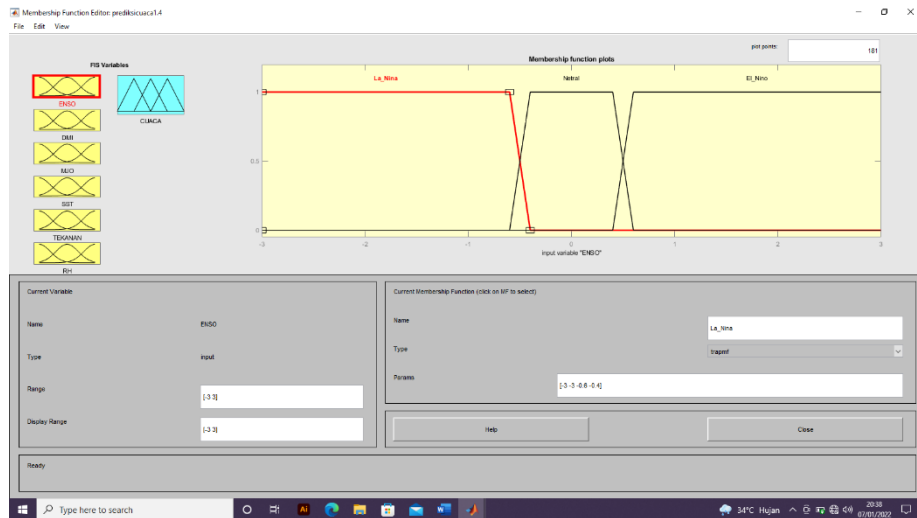 Membership Function Editor: prediksicuaca1.4
File Edit View
FIS Variables
Membership function plots
plot points:
181
ENSO
DMI
MJO
SST
TEKANAN
RH
CUACA
La_Nina
Netral
El_Nino
1
0.5
0
-3 -2 -1 0 1 2 3
input variable "ENSO"
Current Variable
Name ENSO
Type input
Range [-3 3]
Display Range [-3 3]
Current Membership Function (click on MF to select)
Name La_Nina
Type trapmf
Params [-3 -3 -0.6 -0.4]
Help Close
Ready
Type here to search
Ai
34°C Hujan
20:38
07/01/2022